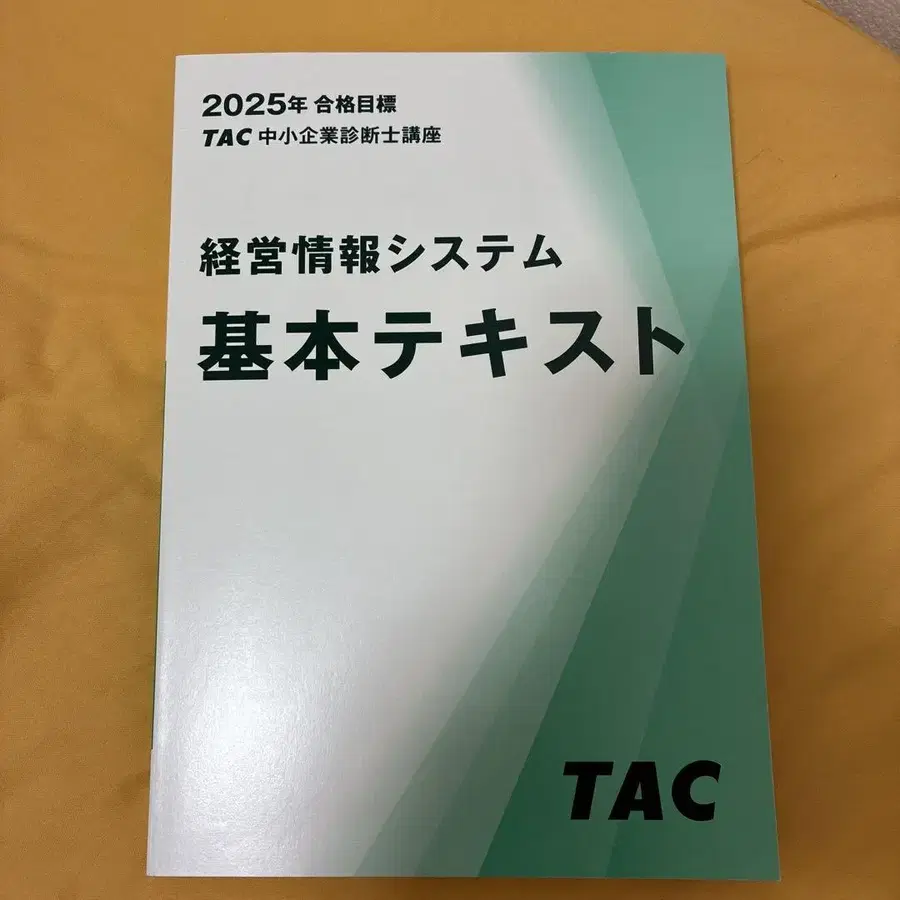 2025年 合格目標
TAC 中小企業診断士講座
経営情報システム
基本テキスト
TAC